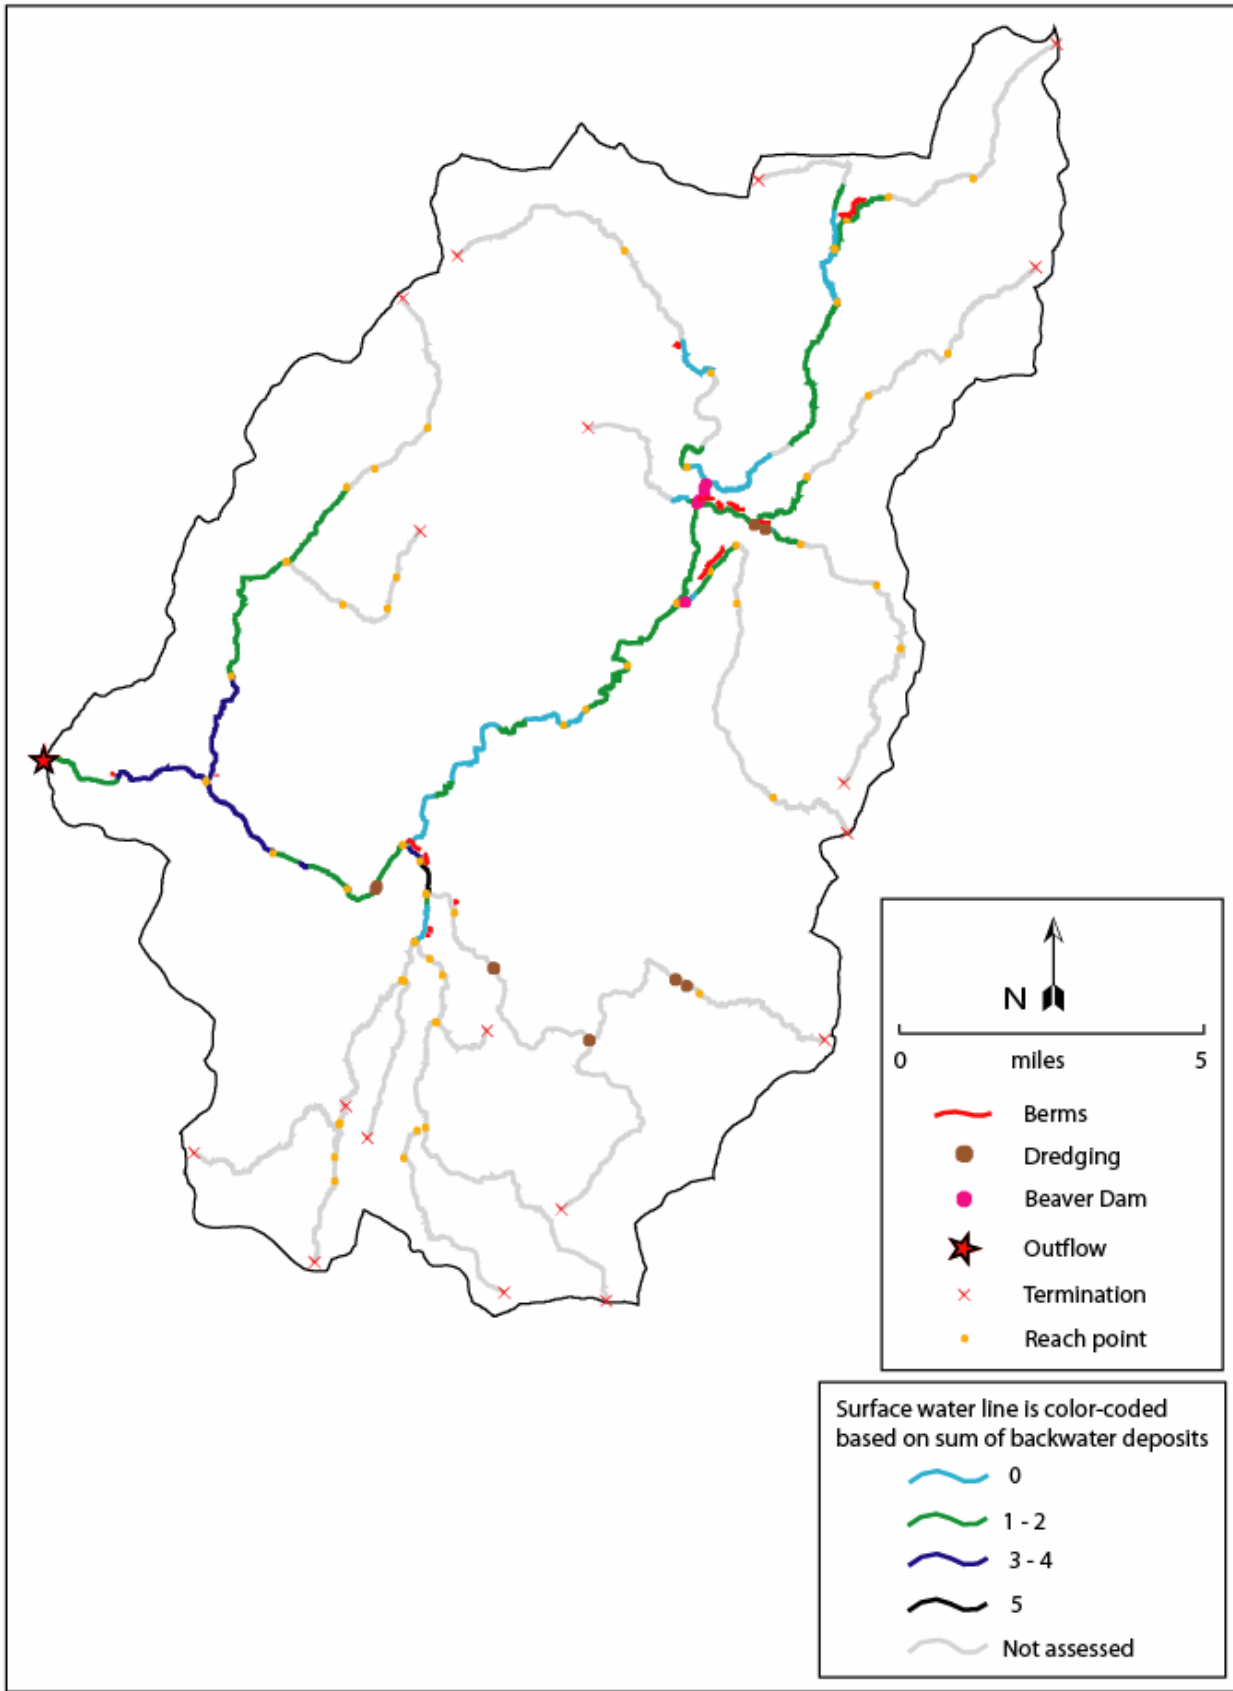 N
0 miles 5
Berms
Dredging
Beaver Dam
Outflow
Termination
Reach point
Surface water line is color-coded
based on sum of backwater deposits
0
1 - 2
3 - 4
5
Not assessed